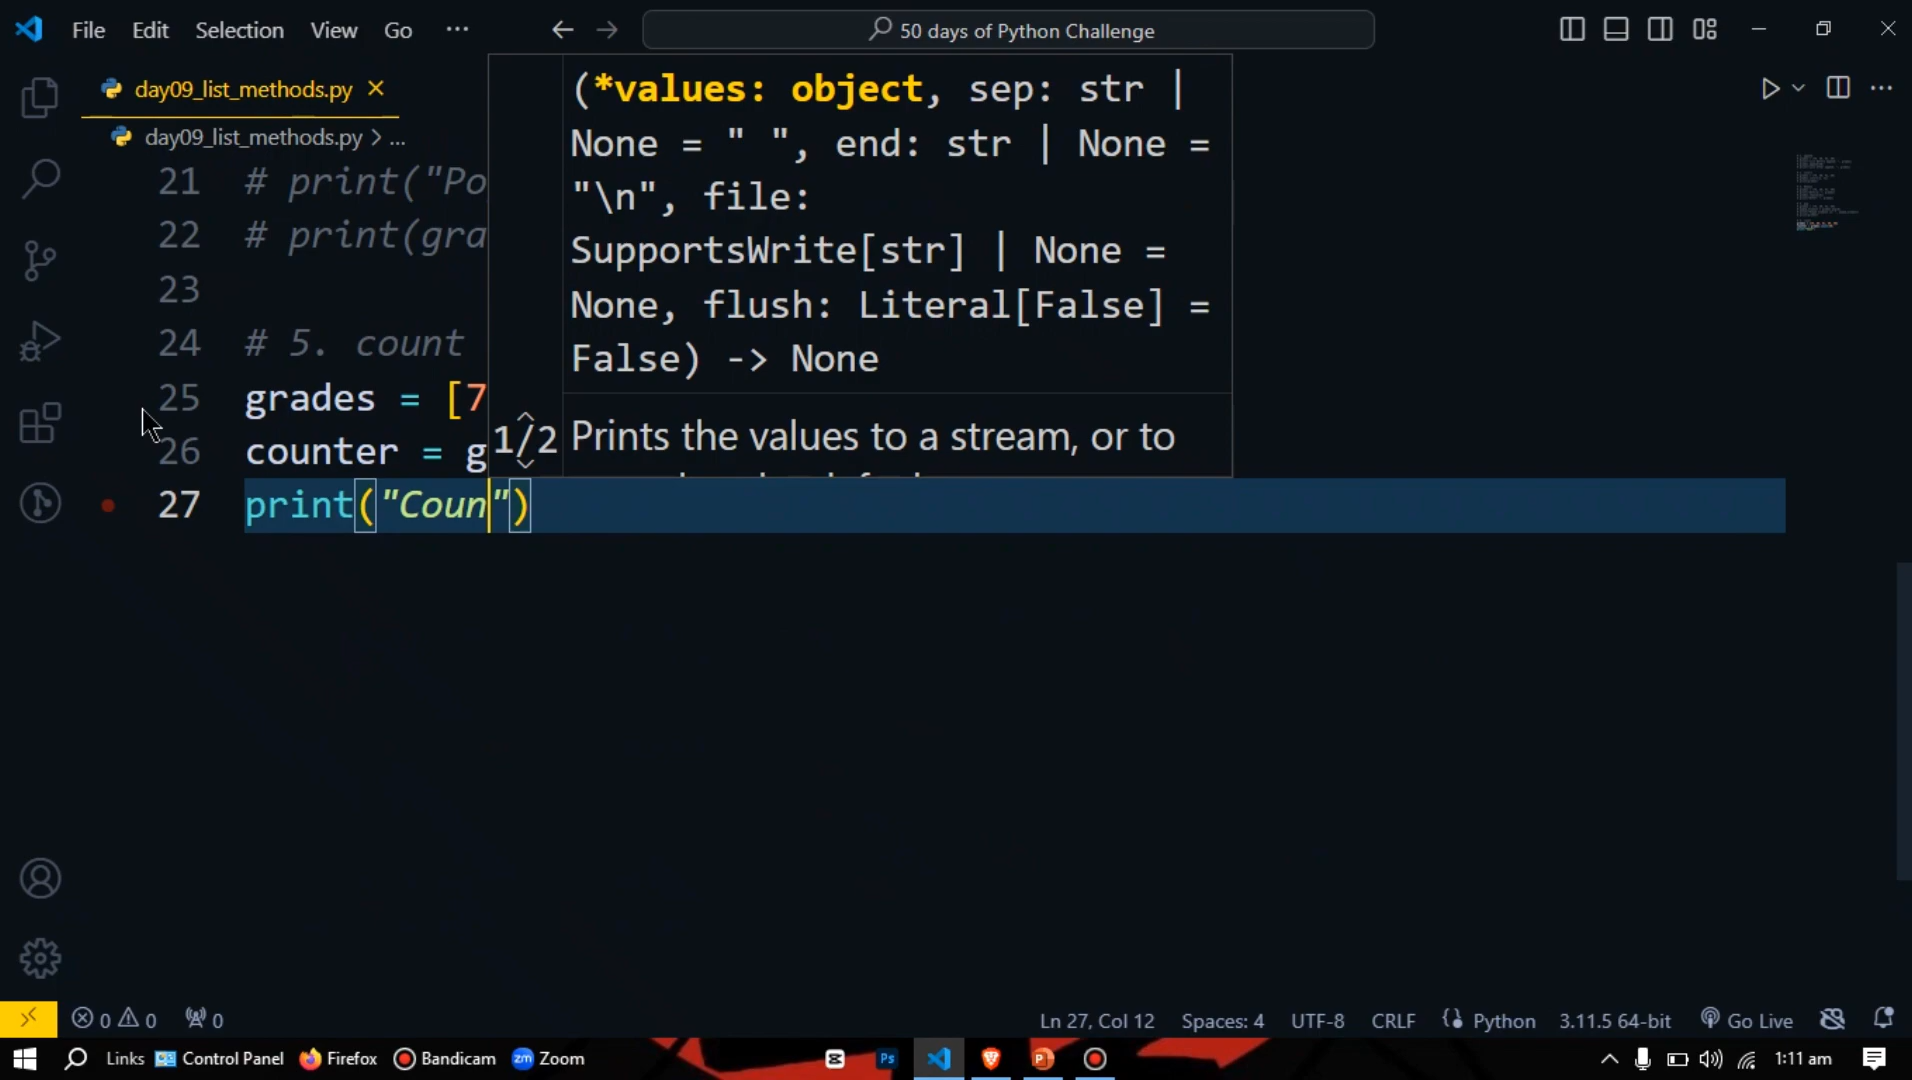 File Edit Selection View Go ...
50 days of Python Challenge
day09_list_methods.py
day09_list_methods.py > ...
(*values: object, sep: str |
None = " ", end: str | None =
"\n", file:
SupportsWrite[str] | None =
None, flush: Literal[False] =
False) -> None
1/2
Prints the values to a stream, or to
21 # print("Po
22 # print(gra
23
24 # 5. count
25 grades = [7
26 counter = g
27 print("Coun")
0 0 0
Ln 27, Col 12 Spaces: 4 UTF-8 CRLF Python 3.11.5 64-bit Go Live
Links Control Panel Firefox Bandicam zm Zoom Ps 1:11 am